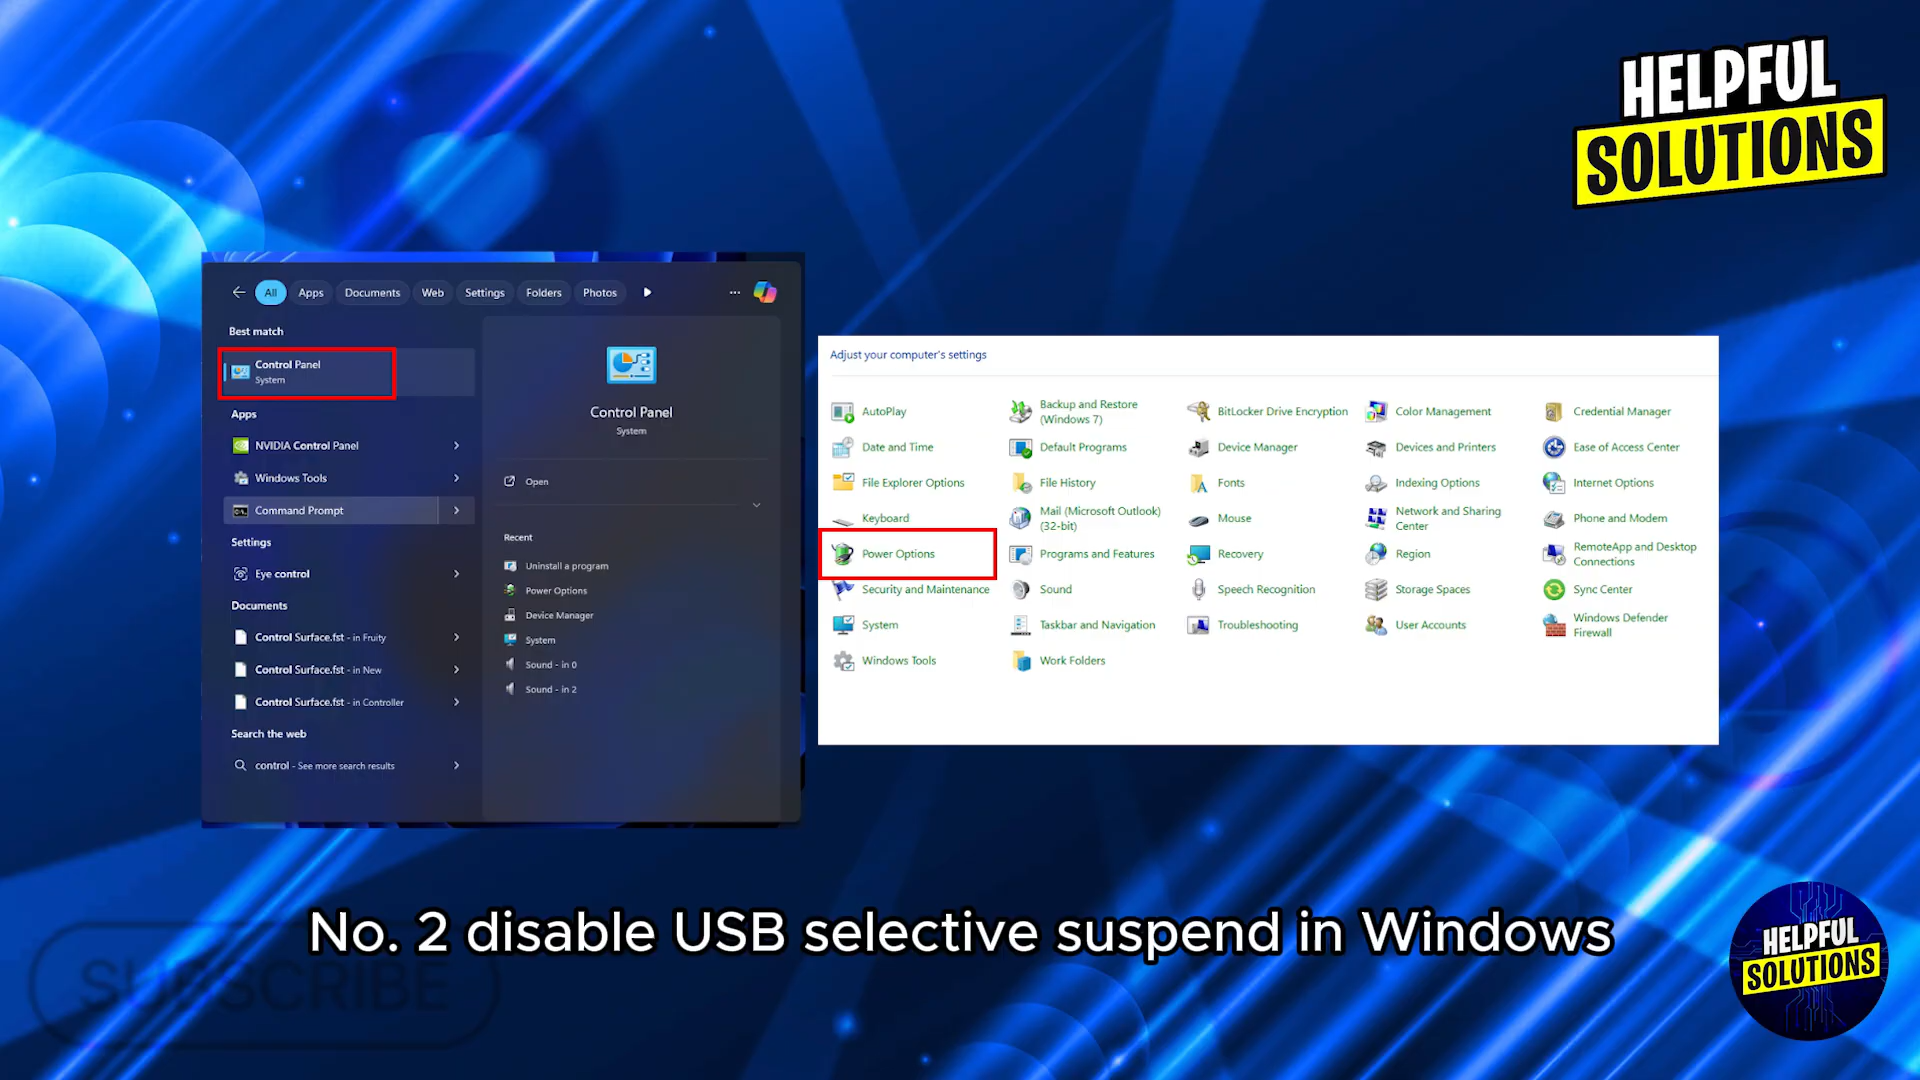 HELPFUL
SOLUTIONS
All
Apps
Documents
Web
Settings
Folders
Photos
Best match
Control Panel
System
Apps
NVIDIA Control Panel
Windows Tools
Command Prompt
Settings
Eye control
Documents
Control Surface.fst - in Fruity
Control Surface.fst - in New
Control Surface.fst - in Controller
Search the web
control - See more search results
Control Panel
System
Open
Recent
Uninstall a program
Power Options
Device Manager
System
Sound - in 0
Sound - in 2
Adjust your computer's settings
AutoPlay
Backup and Restore
(Windows 7)
BitLocker Drive Encryption
Color Management
Credential Manager
Date and Time
Default Programs
Device Manager
Devices and Printers
Ease of Access Center
File Explorer Options
File History
Fonts
Indexing Options
Internet Options
Keyboard
Mail (Microsoft Outlook)
(32-bit)
Mouse
Network and Sharing
Center
Phone and Modem
Power Options
Programs and Features
Recovery
Region
RemoteApp and Desktop
Connections
Security and Maintenance
Sound
Speech Recognition
Storage Spaces
Sync Center
System
Taskbar and Navigation
Troubleshooting
User Accounts
Windows Defender
Firewall
Windows Tools
Work Folders
No. 2 disable USB selective suspend in Windows
SUBSCRIBE
HELPFUL
SOLUTIONS